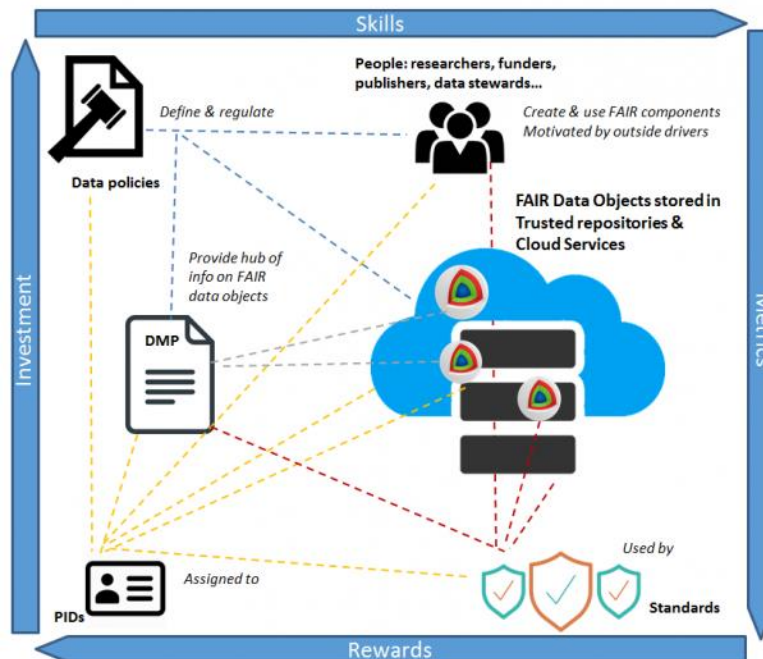 Skills
People: researchers, funders,
publishers, data stewards...
Define & regulate
Create & use FAIR components
Motivated by outside drivers
Data policies
FAIR Data Objects stored in
Trusted repositories &
Cloud Services
Provide hub of
info on FAIR
data objects
Investment
Metrics
DMP
Used by
Assigned to
PIDs
Standards
Rewards